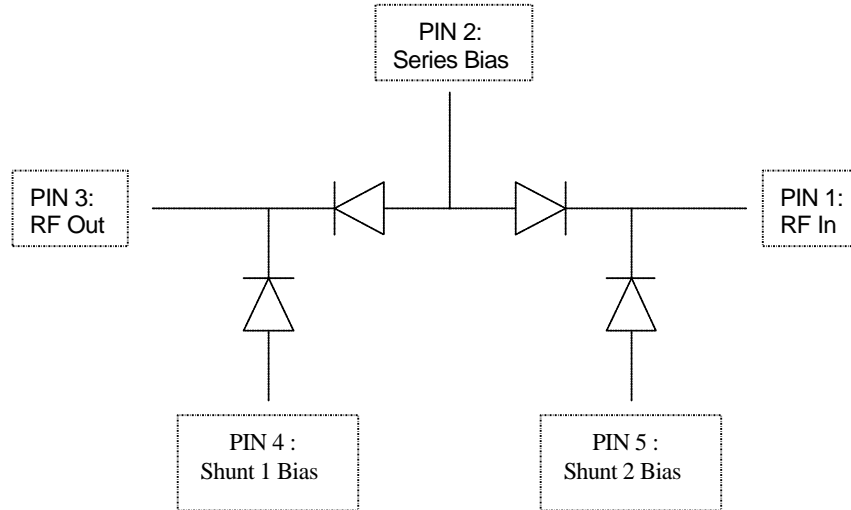 PIN 2:
Series Bias
PIN 3:
RF Out
PIN 1:
RF In
PIN 4 :
Shunt 1 Bias
PIN 5 :
Shunt 2 Bias